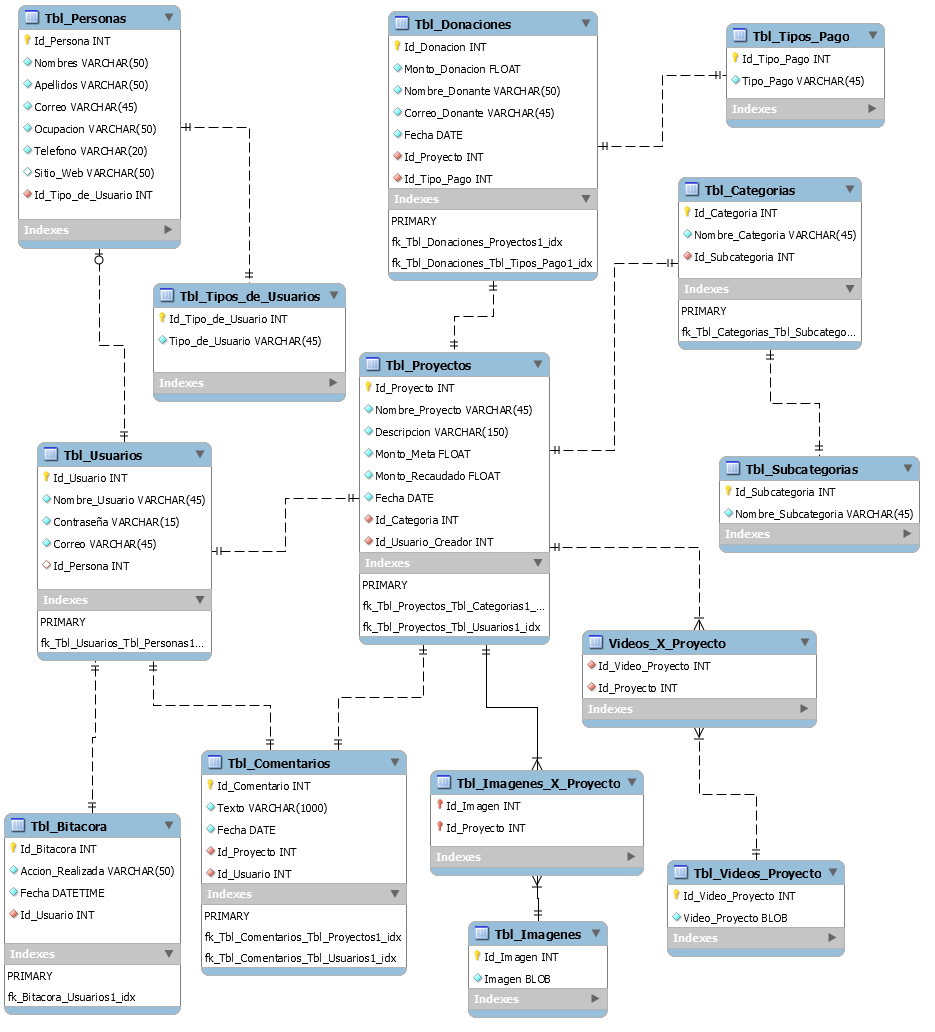 Tbl_Personas
Id_Persona INT
Nombres VARCHAR(50)
Apellidos VARCHAR(50)
Correo VARCHAR(45)
Ocupacion VARCHAR(50)
Telefono VARCHAR(20)
Sitio_Web VARCHAR(50)
Id_Tipo_de_Usuario INT
Indexes
Tbl_Donaciones
Id_Donacion INT
Monto_Donacion FLOAT
Nombre_Donante VARCHAR(50)
Correo_Donante VARCHAR(45)
Fecha DATE
Id_Proyecto INT
Id_Tipo_Pago INT
Indexes
PRIMARY
fk_Tbl_Donaciones_Proyectos1_idx
fk_Tbl_Donaciones_Tbl_Tipos_Pago1_idx
Tbl_Tipos_Pago
Id_Tipo_Pago INT
Tipo_Pago VARCHAR(45)
Indexes
Tbl_Categorias
Id_Categoria INT
Nombre_Categoria VARCHAR(45)
Id_Subcategoria INT
Indexes
PRIMARY
fk_Tbl_Categorias_Tbl_Subcatego...
Tbl_Tipos_de_Usuarios
Id_Tipo_de_Usuario INT
Tipo_de_Usuario VARCHAR(45)
Indexes
Tbl_Proyectos
Id_Proyecto INT
Nombre_Proyecto VARCHAR(45)
Descripcion VARCHAR(150)
Monto_Meta FLOAT
Monto_Recaudado FLOAT
Fecha DATE
Id_Categoria INT
Id_Usuario_Creador INT
Indexes
PRIMARY
fk_Tbl_Proyectos_Tbl_Categorias1_...
fk_Tbl_Proyectos_Tbl_Usuarios1_idx
Tbl_Usuarios
Id_Usuario INT
Nombre_Usuario VARCHAR(45)
Contraseña VARCHAR(15)
Correo VARCHAR(45)
Id_Persona INT
Indexes
PRIMARY
fk_Tbl_Usuarios_Tbl_Personas1...
Tbl_Subcategorias
Id_Subcategoria INT
Nombre_Subcategoria VARCHAR(45)
Indexes
Videos_X_Proyecto
Id_Video_Proyecto INT
Id_Proyecto INT
Indexes
Tbl_Comentarios
Id_Comentario INT
Texto VARCHAR(1000)
Fecha DATE
Id_Proyecto INT
Id_Usuario INT
Indexes
PRIMARY
fk_Tbl_Comentarios_Tbl_Proyectos1_idx
fk_Tbl_Comentarios_Tbl_Usuarios1_idx
Tbl_Imagenes_X_Proyecto
Id_Imagen INT
Id_Proyecto INT
Indexes
Tbl_Bitacora
Id_Bitacora INT
Accion_Realizada VARCHAR(50)
Fecha DATETIME
Id_Usuario INT
Indexes
PRIMARY
fk_Bitacora_Usuarios1_idx
Tbl_Videos_Proyecto
Id_Video_Proyecto INT
Video_Proyecto BLOB
Indexes
Tbl_Imagenes
Id_Imagen INT
Imagen BLOB
Indexes